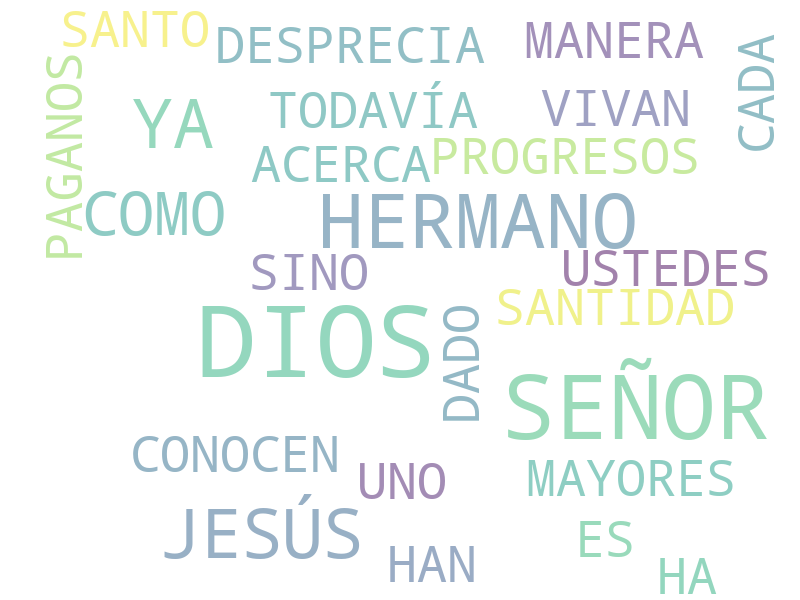 SANTO
DESPRECIA
MANERA
CADA
PAGANOS
YA
TODAVÍA
VIVAN
ACERCA
PROGRESOS
COMO
HERMANO
SINO
USTEDES
SANTIDAD
DIOS
DADO
SEÑOR
CONOCEN
UNO
MAYORES
JESÚS
HAN
ES
HA